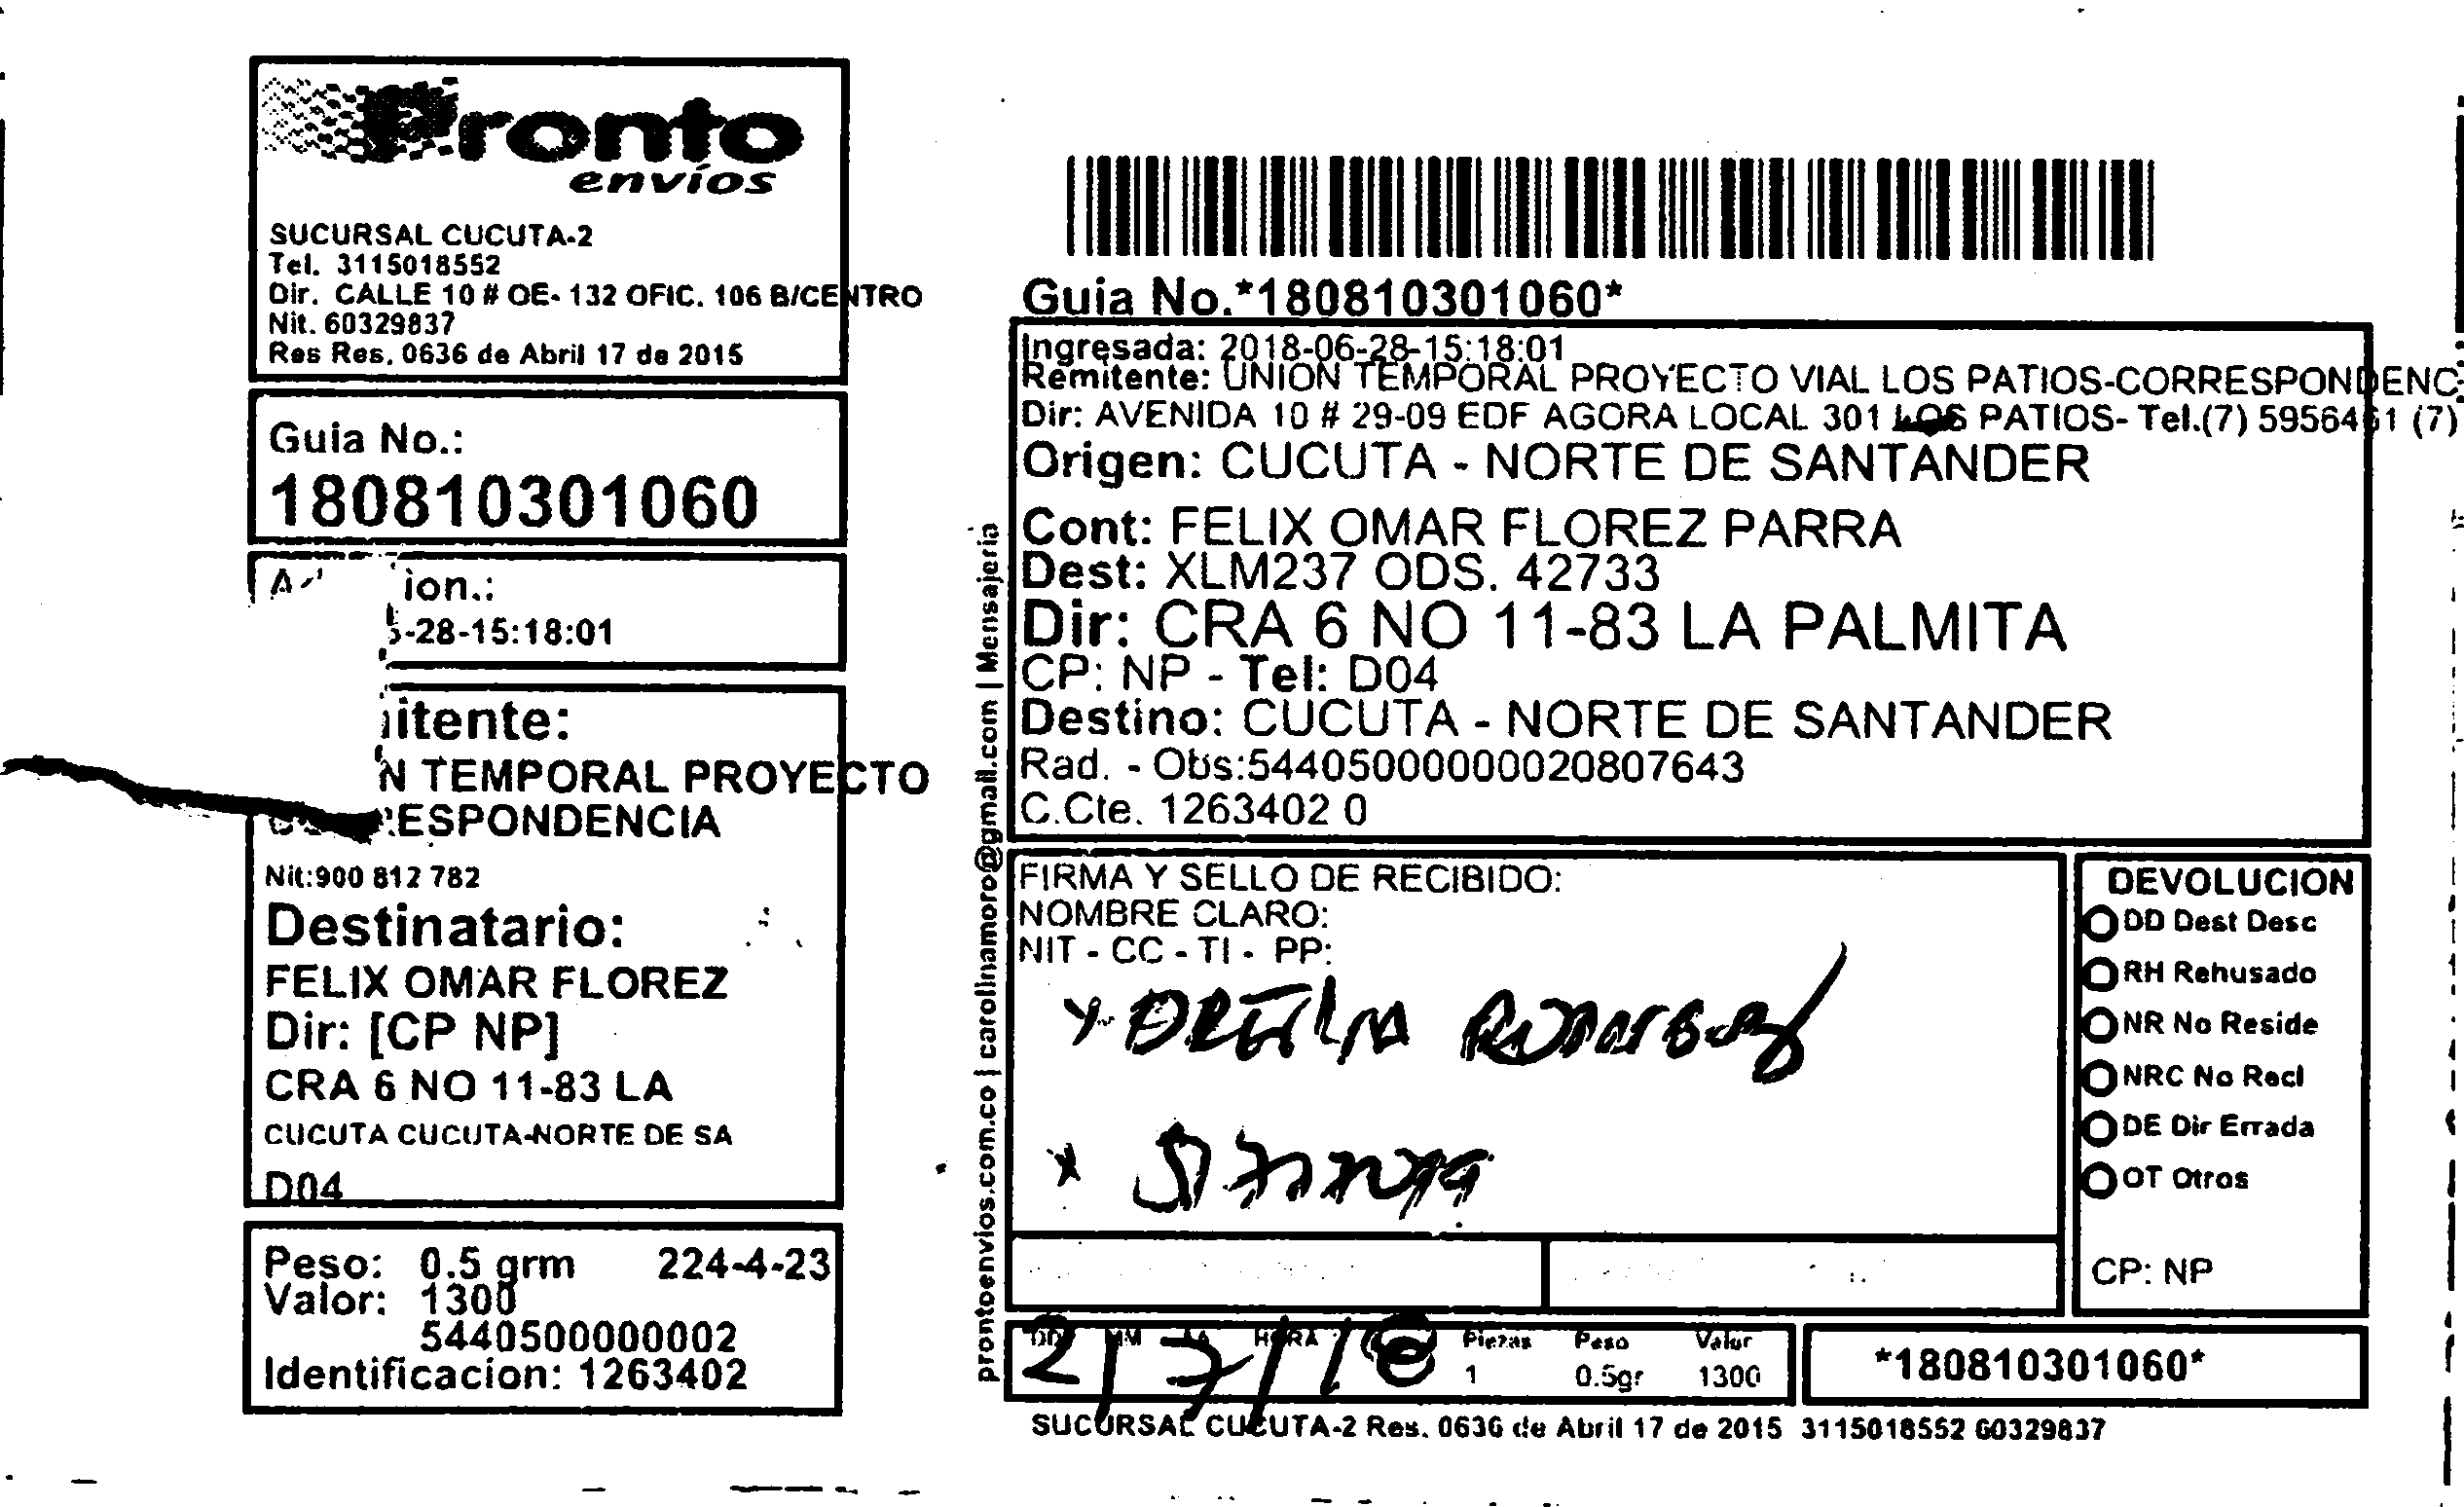 Pronto
envíos
SUCURSAL CUCUTA-2
Tel. 3115018552
Dir. CALLE 10 # OE- 132 OFIC. 106 B/CENTRO
Nit. 60329837
Res Res. 0636 de Abril 17 de 2015
Guia No.:
180810301060
ion.:
-28-15:18:01
itente:
N TEMPORAL PROYECTO
RESPONDENCIA
Nit:900 812 782
Destinatario:
FELIX OMAR FLOREZ
Dir: [CP NP]
CRA 6 NO 11-83 LA
CUCUTA CUCUTA-NORTE DE SA
D04
Peso: 0.5 grm 224-4-23
Valor: 1300
5440500000002
Identificacion: 1263402
prontoenvios.com.co | carolinamoro@gmail.com | Mensajeria
Guia No.*180810301060*
Ingresada: 2018-06-28-15:18:01
Remitente: UNION TEMPORAL PROYECTO VIAL LOS PATIOS-CORRESPONDENC
Dir: AVENIDA 10 # 29-09 EDF AGORA LOCAL 301 LOS PATIOS- Tel.(7) 5956461 (7)
Origen: CUCUTA - NORTE DE SANTANDER
Cont: FELIX OMAR FLOREZ PARRA
Dest: XLM237 ODS. 42733
Dir: CRA 6 NO 11-83 LA PALMITA
CP: NP - Tel: D04
Destino: CUCUTA - NORTE DE SANTANDER
Rad. - Obs:544050000000020807643
C.Cte. 1263402 0
FIRMA Y SELLO DE RECIBIDO:
NOMBRE CLARO:
NIT - CC - TI - PP:
DEVOLUCION
DD Dest Desc
RH Rehusado
NR No Reside
NRC No Recl
DE Dir Errada
OT Otros
CP: NP
DD MM AA HORA Piezas Peso Valor
2/7/18 1 0.5gr 1300
*180810301060*
SUCURSAL CUCUTA-2 Res. 0636 de Abril 17 de 2015 3115018552 60329837